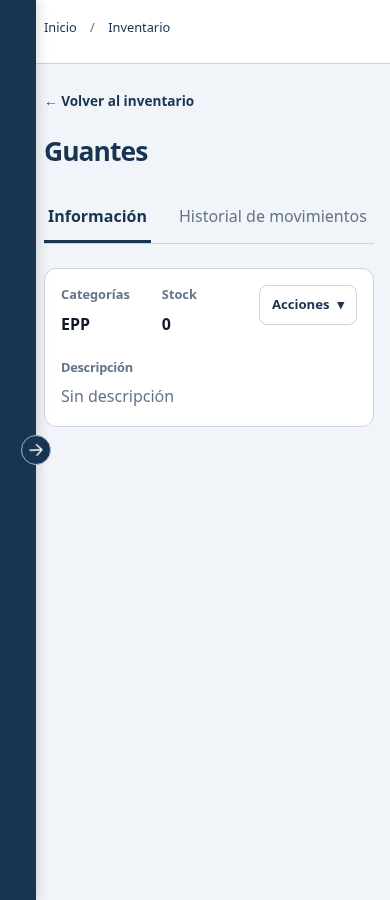 Inicio / Inventario
← Volver al inventario
Guantes
Información Historial de movimientos
Categorías Stock Acciones ▼
EPP 0
Descripción
Sin descripción